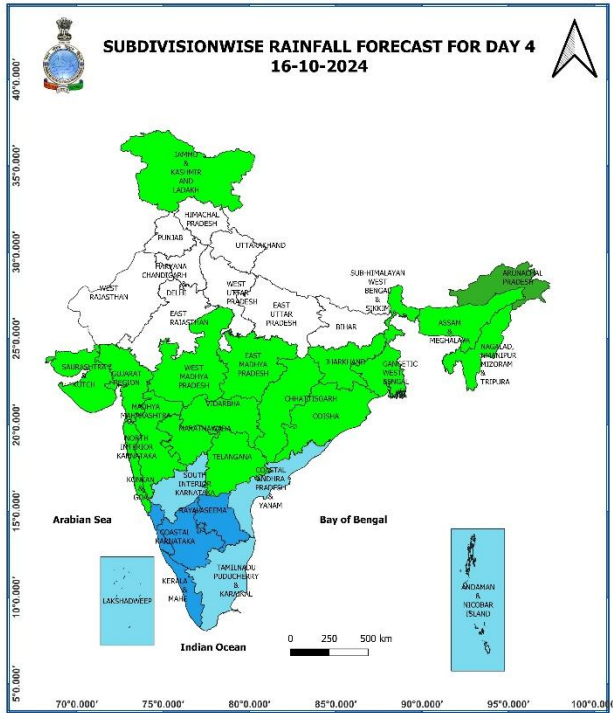 SUBDIVISIONWISE RAINFALL FORECAST FOR DAY 4
16-10-2024
40°0.000'
35°0.000'
30°0.000'
25°0.000'
20°0.000'
15°0.000'
10°0.000'
5°0.000'
JAMMU
&
KASHMIR
AND
LADAKH
HIMACHAL
PRADESH
PUNJAB
UTTARAKHAND
HARYANA
CHANDIGARH
&
DELHI
WEST
RAJASTHAN
WEST
UTTAR
PRADESH
EAST
RAJASTHAN
EAST
UTTAR
PRADESH
BIHAR
SUB-HIMALAYAN
WEST
BENGAL
&
SIKKIM
ARUNACHAL
PRADESH
ASSAM
&
MEGHALAYA
NAGALAD,
MANIPUR
MIZORAM
&
TRIPURA
SAURASHTRA
&
KUTCH
GUJARAT
REGION
WEST
MADHYA
PRADESH
EAST
MADHYA
PRADESH
JHARKHAND
GANGETIC
WEST
BENGAL
CHHATTISGARH
ODISHA
MADHYA
MAHARASHTRA
VIDARBHA
MARATHAWADA
NORTH
INTERIOR
KARNATAKA
TELANGANA
KONKAN
&
GOA
SOUTH
INTERIOR
KARNATAKA
COASTAL
ANDHRA
PRADESH
&
YANAM
RAYALASEEMA
COASTAL
KARNATAKA
Arabian Sea
Bay of Bengal
LAKSHADWEEP
KERALA
&
MAHE
TAMILNADU
PUDUCHERRY
&
KARAIKAL
ANDAMAN
&
NICOBAR
ISLAND
0 250 500 km
Indian Ocean
70°0.000' 75°0.000' 80°0.000' 85°0.000' 90°0.000' 95°0.000' 100°0.000'